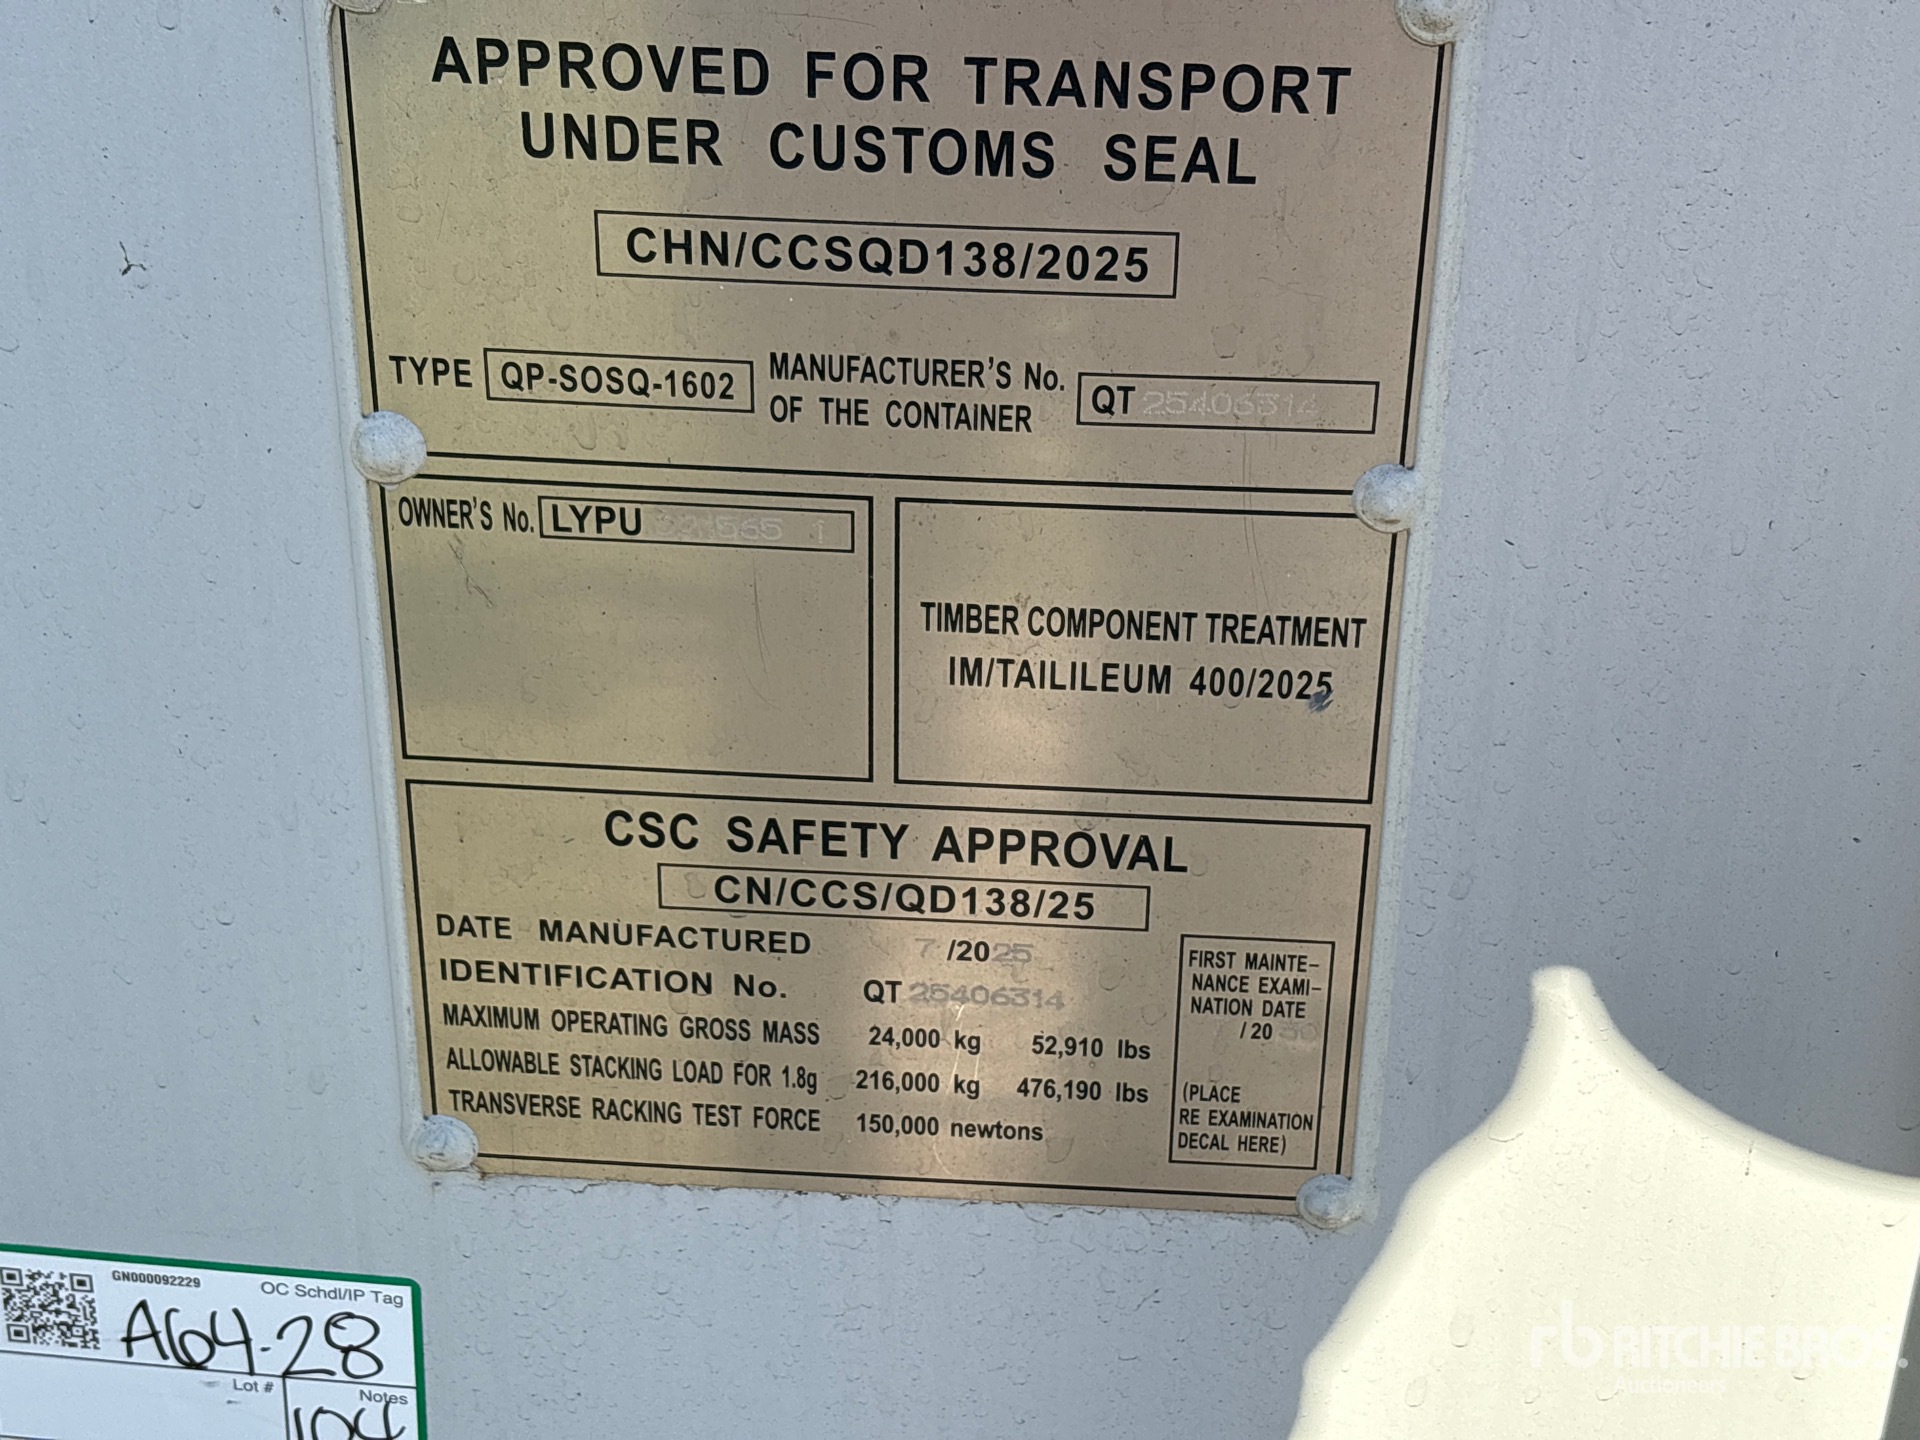 APPROVED FOR TRANSPORT
UNDER CUSTOMS SEAL
CHN/CCSQD138/2025
TYPE QP-SOSQ-1602 MANUFACTURER'S No.
OF THE CONTAINER QT 25406314
OWNER'S No. LYPU
TIMBER COMPONENT TREATMENT
IM/TAILILEUM 400/2025
CSC SAFETY APPROVAL
CN/CCS/QD138/25
DATE MANUFACTURED 7 /2025
IDENTIFICATION No. QT 25406314
MAXIMUM OPERATING GROSS MASS 24,000 kg 52,910 lbs
ALLOWABLE STACKING LOAD FOR 1.8g 216,000 kg 476,190 lbs
TRANSVERSE RACKING TEST FORCE 150,000 newtons
FIRST MAINTE-
NANCE EXAMI-
NATION DATE
/20 30
(PLACE
RE EXAMINATION
DECAL HERE)
GN000092229
OC Schdl/IP Tag
A64-28
Lot #
Notes
104
rb RITCHIE BROS.
Auctioneers